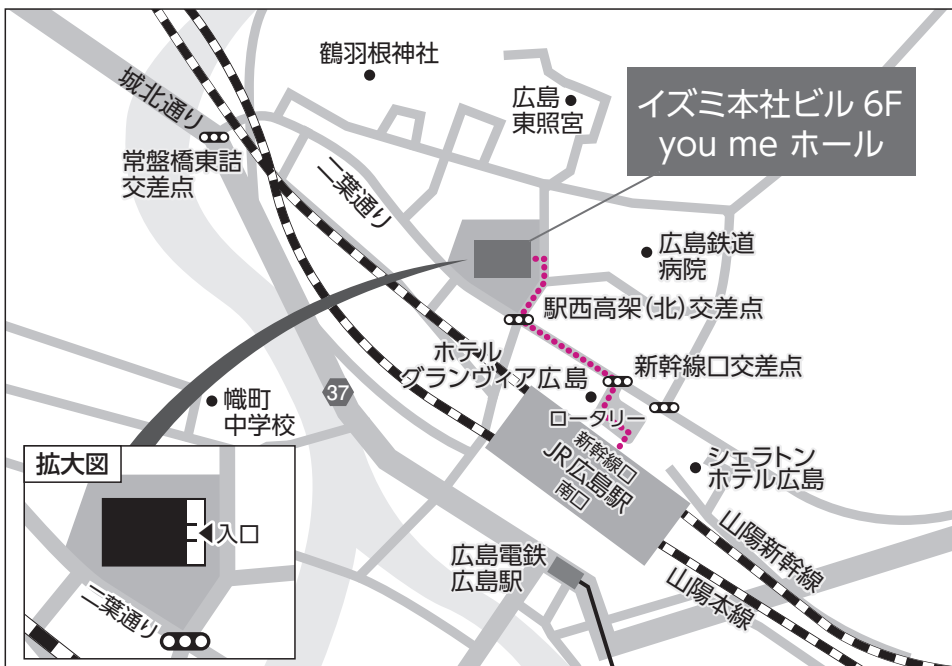 鶴羽根神社
広島
東照宮
イズミ本社ビル 6F
you me ホール
城北通り
常盤橋東詰
交差点
二葉通り
広島鉄道
病院
駅西高架(北)交差点
ホテル
グランヴィア広島
新幹線口交差点
ロータリー
37
幟町
中学校
新幹線口
JR広島駅
南口
シェラトン
ホテル広島
拡大図
入口
二葉通り
広島電鉄
広島駅
山陽新幹線
山陽本線